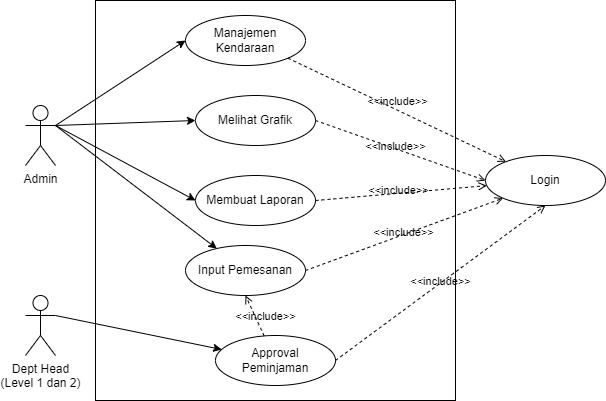 Manajemen
Kendaraan
<<include>>
Melihat Grafik
<<include>>
Admin
Login
<<include>>
Membuat Laporan
<<include>>
Input Pemesanan
<<include>>
<<include>>
Approval
Peminjaman
Dept Head
(Level 1 dan 2)